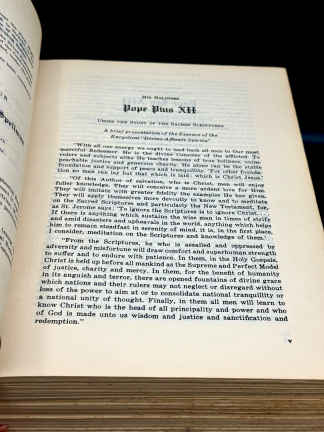 His Holiness
Pope Pius XII
Under the Study of the Sacred Scriptures
A brief presentation of the Essence of the
Encyclical "Divino Afflante Spiritu"
"With all our energy we ought to lead back all men to our most
merciful Redeemer. He is the divine Consoler of the afflicted. To
rulers and subjects alike He teaches lessons of true holiness, unim-
peachable justice and generous charity. He alone can be the stable
foundation and support of peace and tranquility. 'For other founda-
tion no man can lay but that which is laid: which is Christ Jesus.'
"Of this Author of salvation, who is Christ, men will enjoy
fuller knowledge. They will conceive a more ardent love for Him.
They will imitate with greater fidelity the examples He has given.
They will apply themselves more devoutly to know and to meditate
on the Sacred Scriptures and particularly the New Testament, for,
as St. Jerome says: 'To ignore the Scriptures is to ignore Christ . . .
If there is anything which sustains the wise man in times of strife
and amid disasters and upheavals in the world, anything which helps
him to remain steadfast in serenity of mind, it is, in the first place,
I consider, meditation on the Scriptures and knowledge of them.'
"From the Scriptures, he who is assailed and oppressed by
adversity and misfortune will draw comfort and superhuman strength
to suffer and to endure with patience. In them, in the Holy Gospels,
Christ is held up before all mankind as the Supreme and Perfect Model
of justice, charity and mercy. In them, for the benefit of humanity
in its anguish and terror, there are opened fountains of divine grace
which nations and their rulers may not neglect or disregard without
loss of the power to aim at or to consolidate national tranquillity or
a national unity of thought. Finally, in them all men will learn to
know Christ who is the head of all principality and power and who
of God is made unto us wisdom and justice and sanctification and
redemption."
v